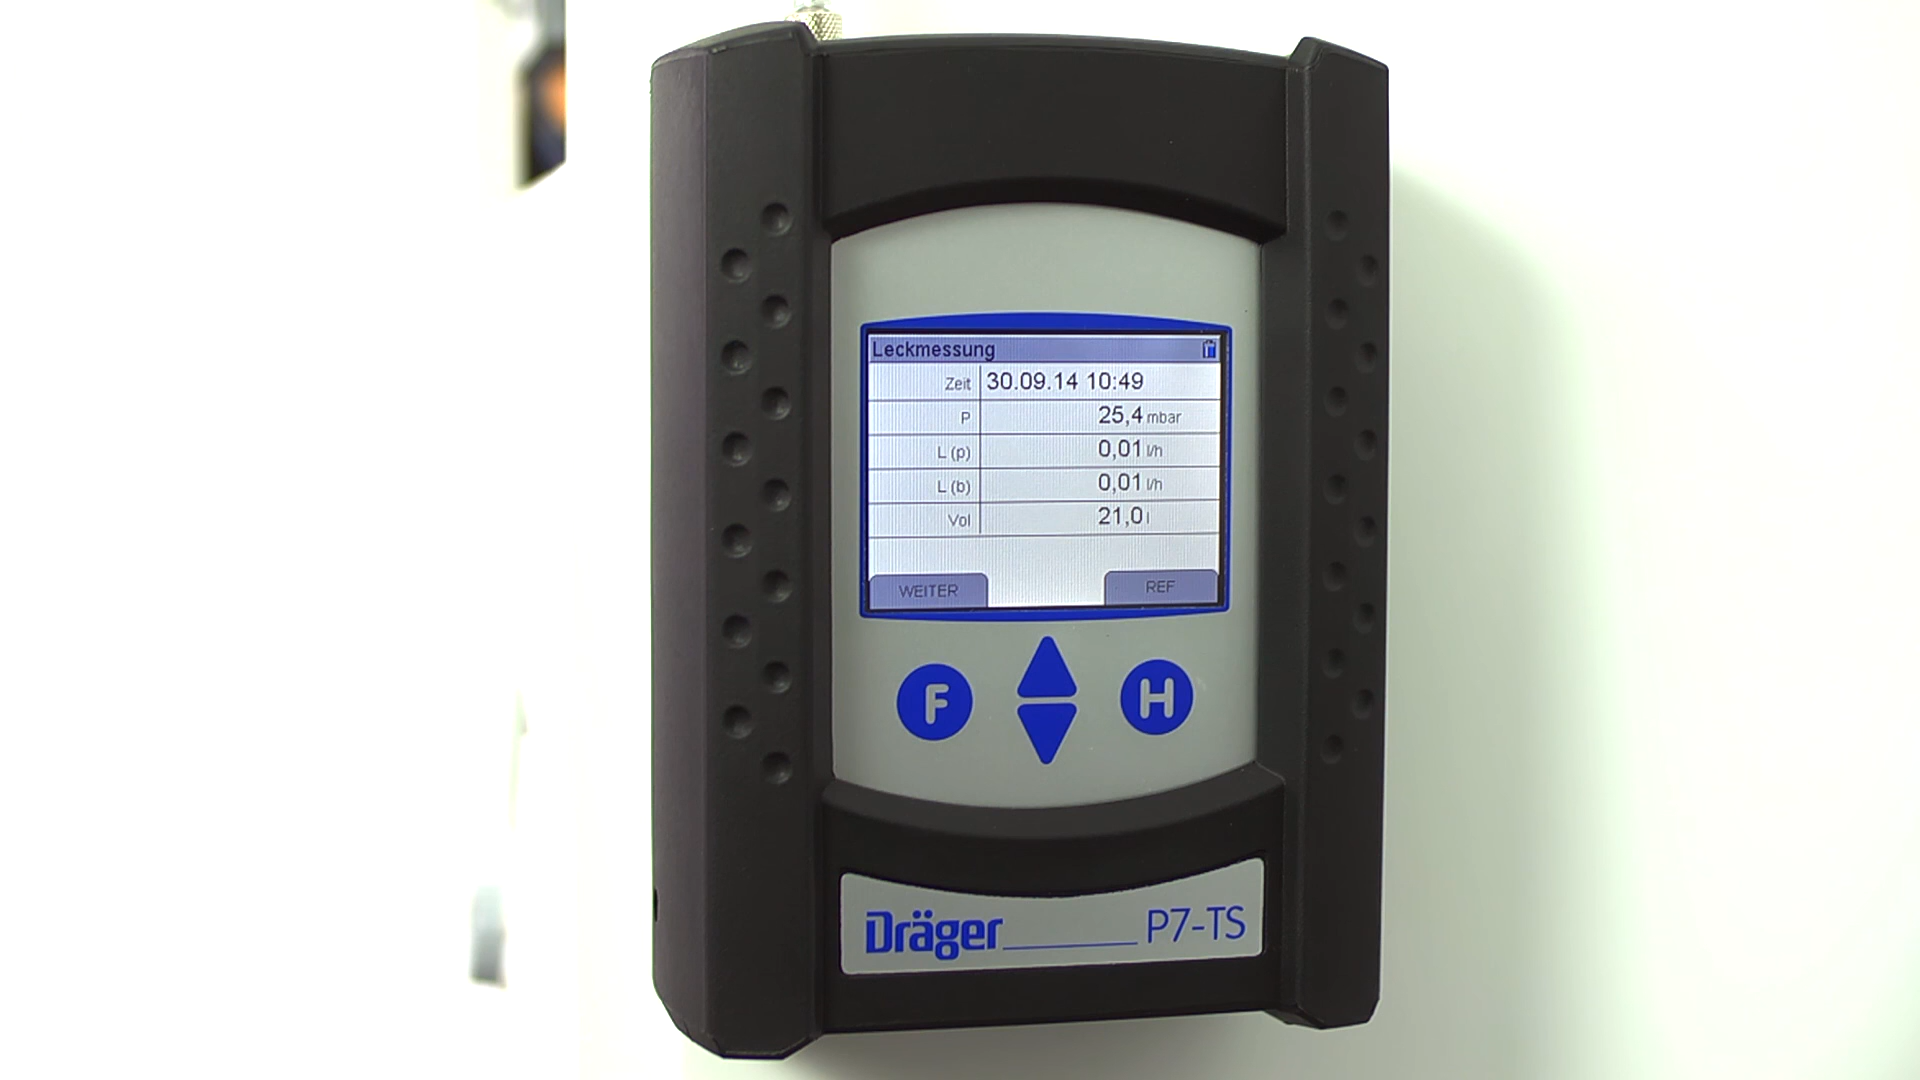 Leckmessung
Zeit 30.09.14 10:49
P 25,4 mbar
L (p) 0,01 l/h
L (b) 0,01 l/h
Vol 21,0 l
WEITER REF
F H
Dräger P7-TS